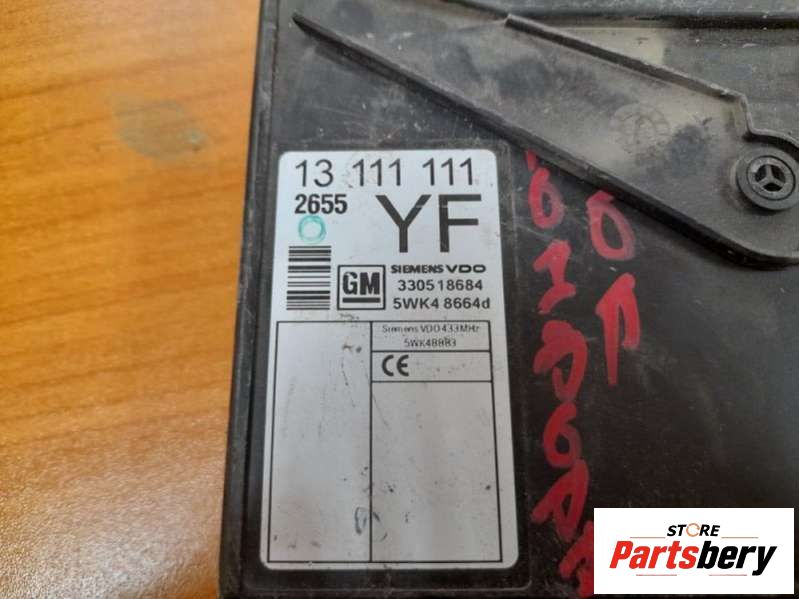 13 111 111
2655
YF
GM
SIEMENS VDO
330518684
5WK4 8664d
Siemens VDO 433MHz
5WK48883
CE
STORE
Partsbery